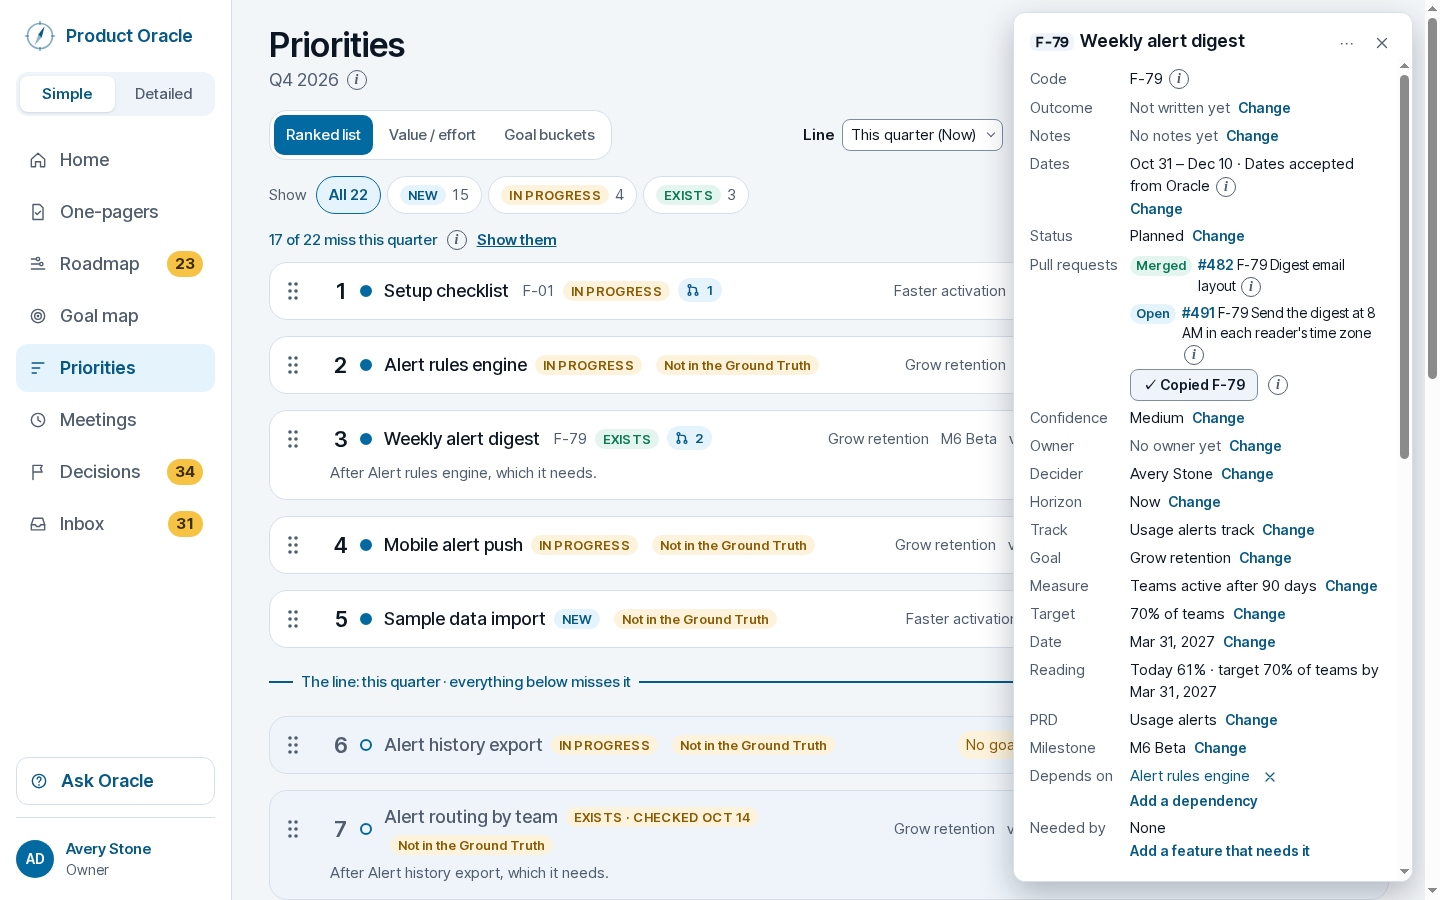 Product Oracle
Simple
Detailed
Home
One-pagers
Roadmap 23
Goal map
Priorities
Meetings
Decisions 34
Inbox 31
Ask Oracle
AD
Avery Stone
Owner
Priorities
Q4 2026 i
Ranked list
Value / effort
Goal buckets
Line This quarter (Now)
Show All 22 NEW 15 IN PROGRESS 4 EXISTS 3
17 of 22 miss this quarter i Show them
1 Setup checklist F-01 IN PROGRESS 1 Faster activation
2 Alert rules engine IN PROGRESS Not in the Ground Truth Grow retention
3 Weekly alert digest F-79 EXISTS 2 Grow retention M6 Beta
After Alert rules engine, which it needs.
4 Mobile alert push IN PROGRESS Not in the Ground Truth Grow retention
5 Sample data import NEW Not in the Ground Truth Faster activation
The line: this quarter · everything below misses it
6 Alert history export IN PROGRESS Not in the Ground Truth No goa
7 Alert routing by team EXISTS · CHECKED OCT 14
Not in the Ground Truth
Grow retention
After Alert history export, which it needs.
F-79 Weekly alert digest
Code F-79 i
Outcome Not written yet Change
Notes No notes yet Change
Dates Oct 31 – Dec 10 · Dates accepted
from Oracle i
Change
Status Planned Change
Pull requests Merged #482 F-79 Digest email
layout i
Open #491 F-79 Send the digest at 8
AM in each reader's time zone
i
✓ Copied F-79 i
Confidence Medium Change
Owner No owner yet Change
Decider Avery Stone Change
Horizon Now Change
Track Usage alerts track Change
Goal Grow retention Change
Measure Teams active after 90 days Change
Target 70% of teams Change
Date Mar 31, 2027 Change
Reading Today 61% · target 70% of teams by
Mar 31, 2027
PRD Usage alerts Change
Milestone M6 Beta Change
Depends on Alert rules engine
Add a dependency
Needed by None
Add a feature that needs it